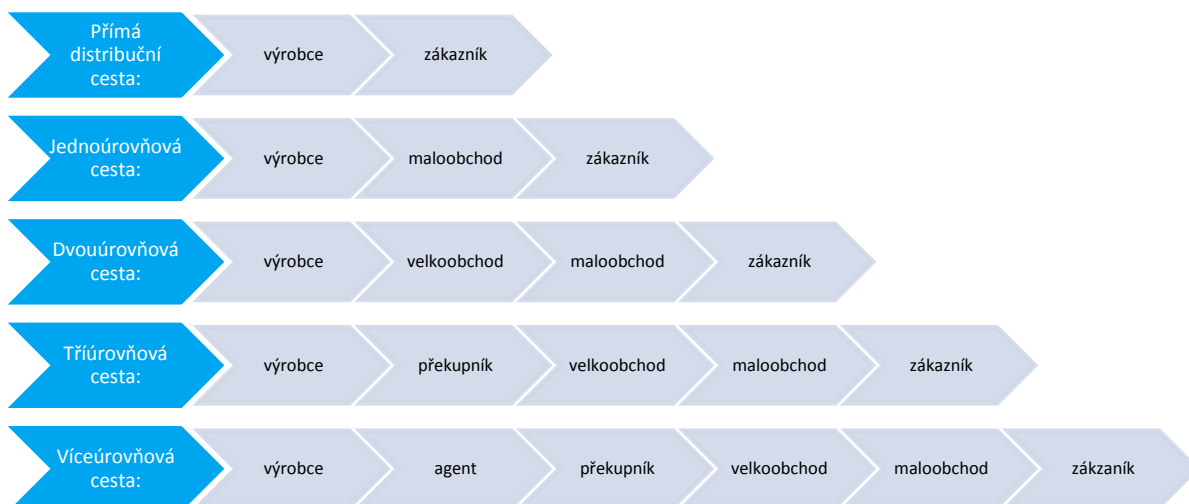 Přímá
distribuční
cesta:
výrobce
zákazník
Jednoúrovňová
cesta:
výrobce
maloobchod
zákazník
Dvouúrovňová
cesta:
výrobce
velkoobchod
maloobchod
zákazník
Tříúrovňová
cesta:
výrobce
překupník
velkoobchod
maloobchod
zákazník
Víceúrovňová
cesta:
výrobce
agent
překupník
velkoobchod
maloobchod
zákzaník